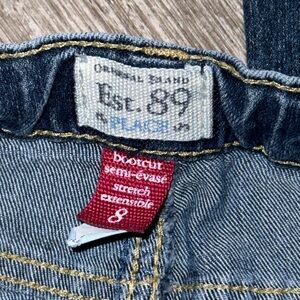 ORIGINAL BRAND
EST. 89
PLACE
bootcut
semi-évasé
stretch
extensible
8